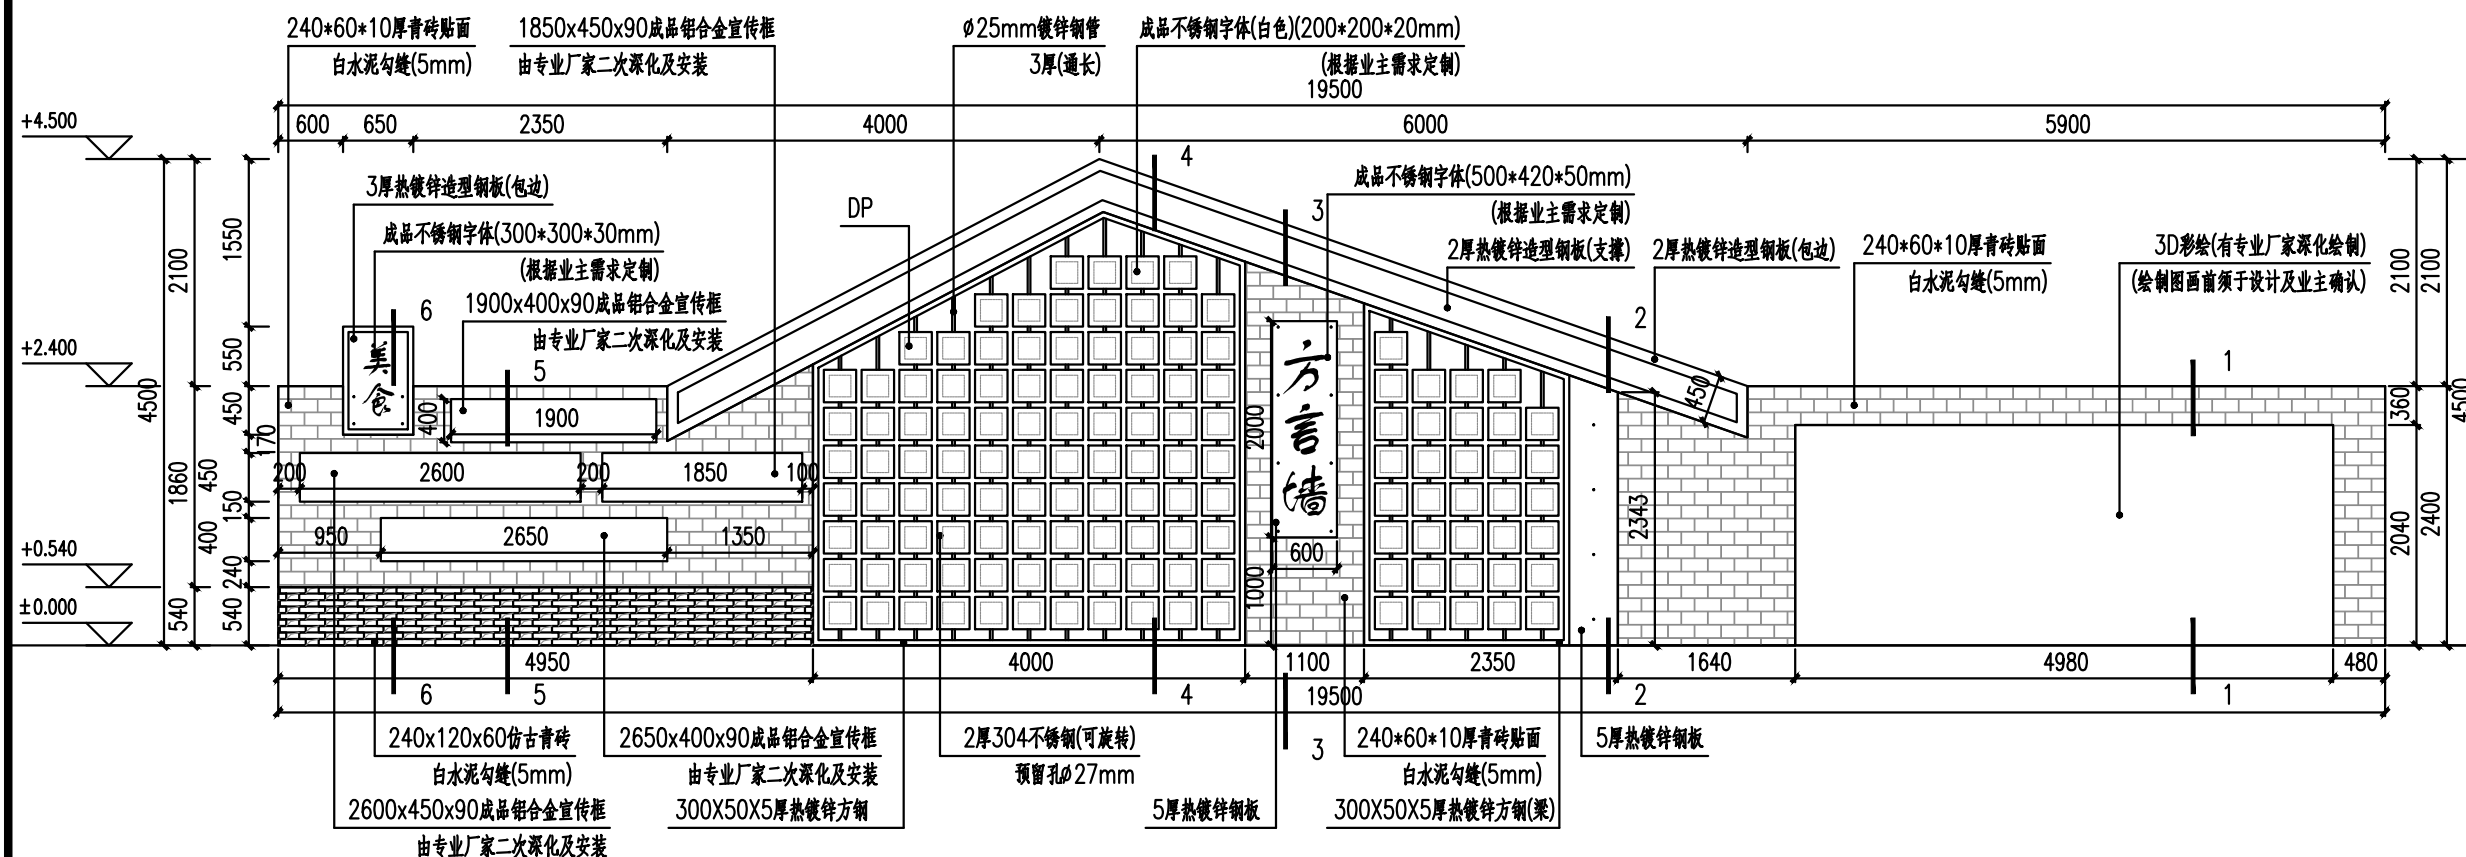 240*60*10厚青砖贴面
白水泥勾缝(5mm)
1850x450x90成品铝合金宣传框
由专业厂家二次深化及安装
ø25mm镀锌钢管
3厚(通长)
成品不锈钢字体(白色)(200*200*20mm)
(根据业主需求定制)
19500
600 650 2350 4000 6000 5900
+4.500
+2.400
+0.540
±0.000
4500
2100
1860
540
1550
550
450
170
450
150
400
240
540
3厚热镀锌造型钢板(包边)
成品不锈钢字体(300*300*30mm)
(根据业主需求定制)
1900x400x90成品铝合金宣传框
由专业厂家二次深化及安装
DP
成品不锈钢字体(500*420*50mm)
(根据业主需求定制)
2厚热镀锌造型钢板(支撑)
2厚热镀锌造型钢板(包边)
240*60*10厚青砖贴面
白水泥勾缝(5mm)
3D彩绘(有专业厂家深化绘制)
(绘制图画前须于设计及业主确认)
6
5
4
3
2
1
美食
方言墙
400
1900
200 2600 200 1850 100
950 2650 1350
2000
600
1000
450
2343
2100
2100
360
2040
2400
4500
4950 4000 1100 2350 1640 4980 480
6
5
4
19500
2
1
3
240x120x60仿古青砖
白水泥勾缝(5mm)
2600x450x90成品铝合金宣传框
由专业厂家二次深化及安装
2650x400x90成品铝合金宣传框
由专业厂家二次深化及安装
300X50X5厚热镀锌方钢
2厚304不锈钢(可旋转)
预留孔ø27mm
5厚热镀锌钢板
240*60*10厚青砖贴面
白水泥勾缝(5mm)
300X50X5厚热镀锌方钢(梁)
5厚热镀锌钢板